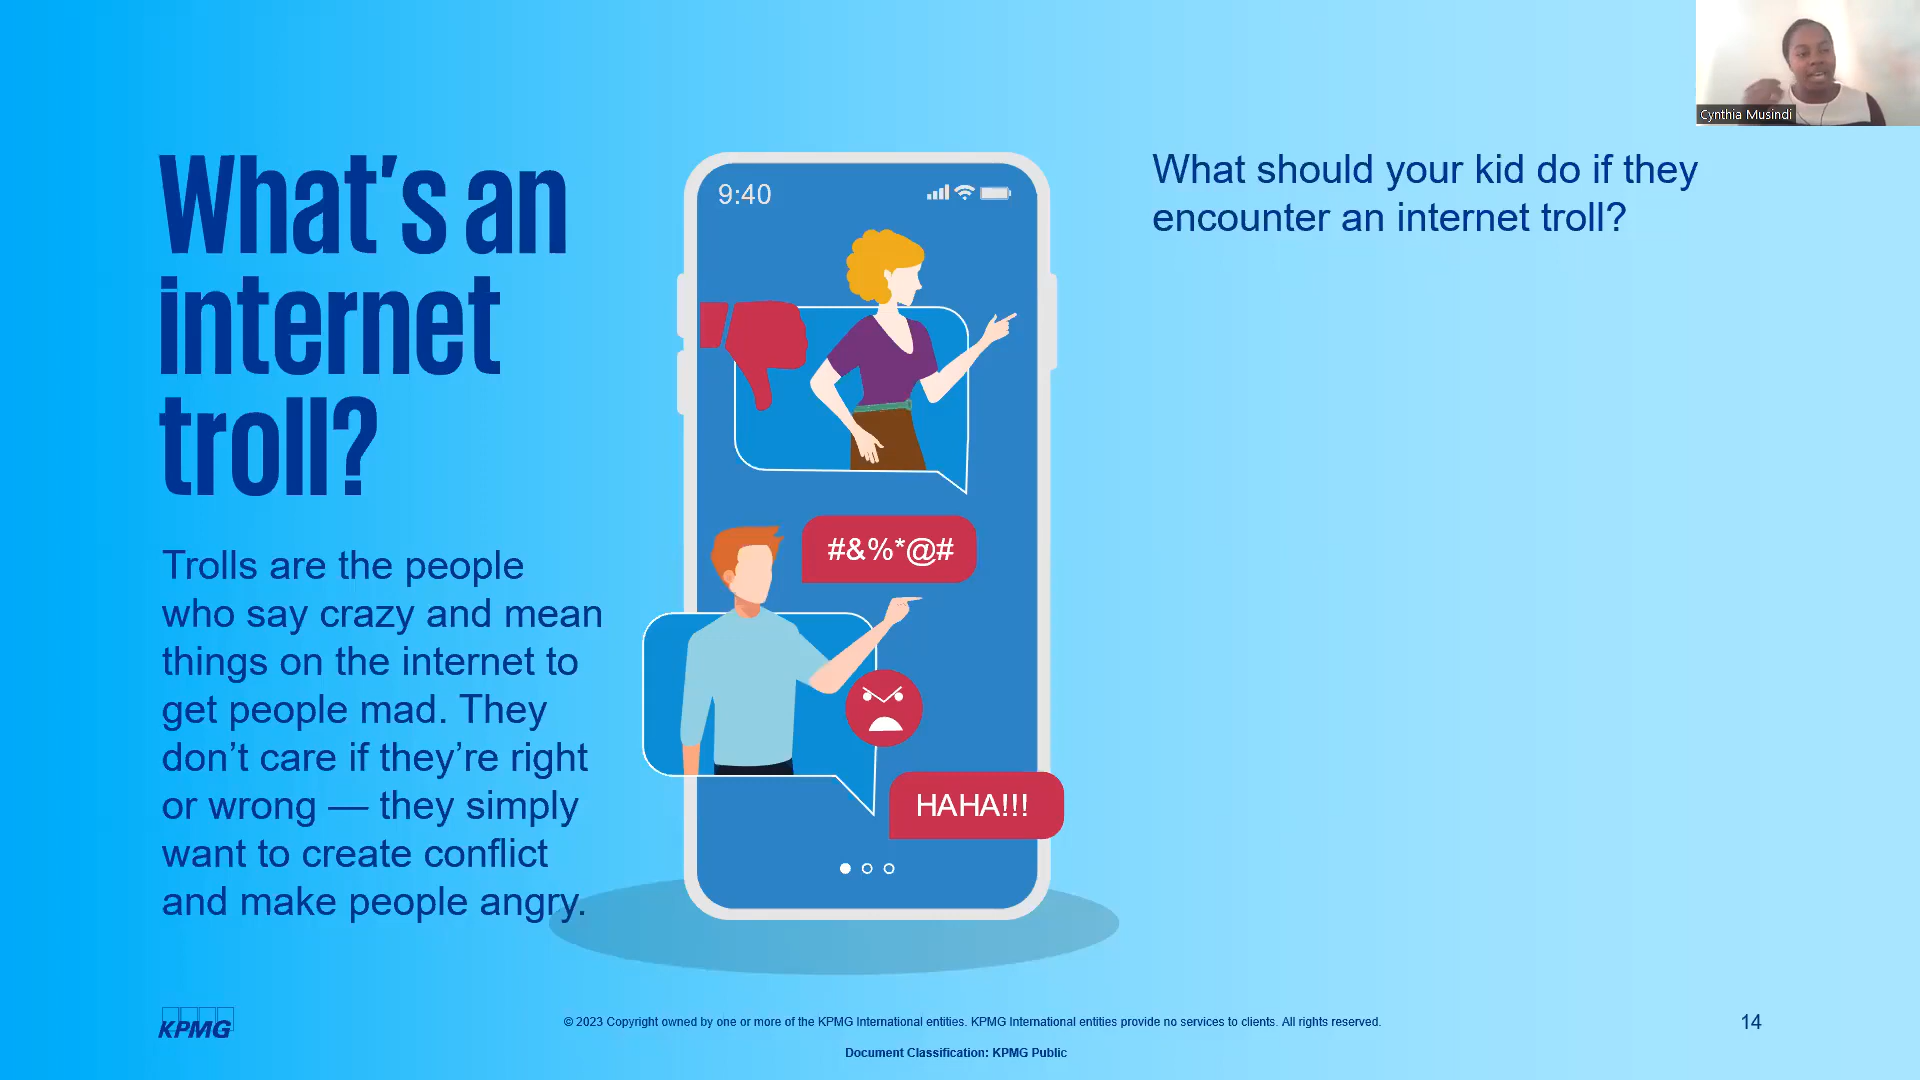 Cynthia Musindi
What's an
internet
troll?
Trolls are the people
who say crazy and mean
things on the internet to
get people mad. They
don’t care if they’re right
or wrong — they simply
want to create conflict
and make people angry.
9:40
#&%*@#
HAHA!!!
What should your kid do if they
encounter an internet troll?
KPMG
© 2023 Copyright owned by one or more of the KPMG International entities. KPMG International entities provide no services to clients. All rights reserved.
14
Document Classification: KPMG Public